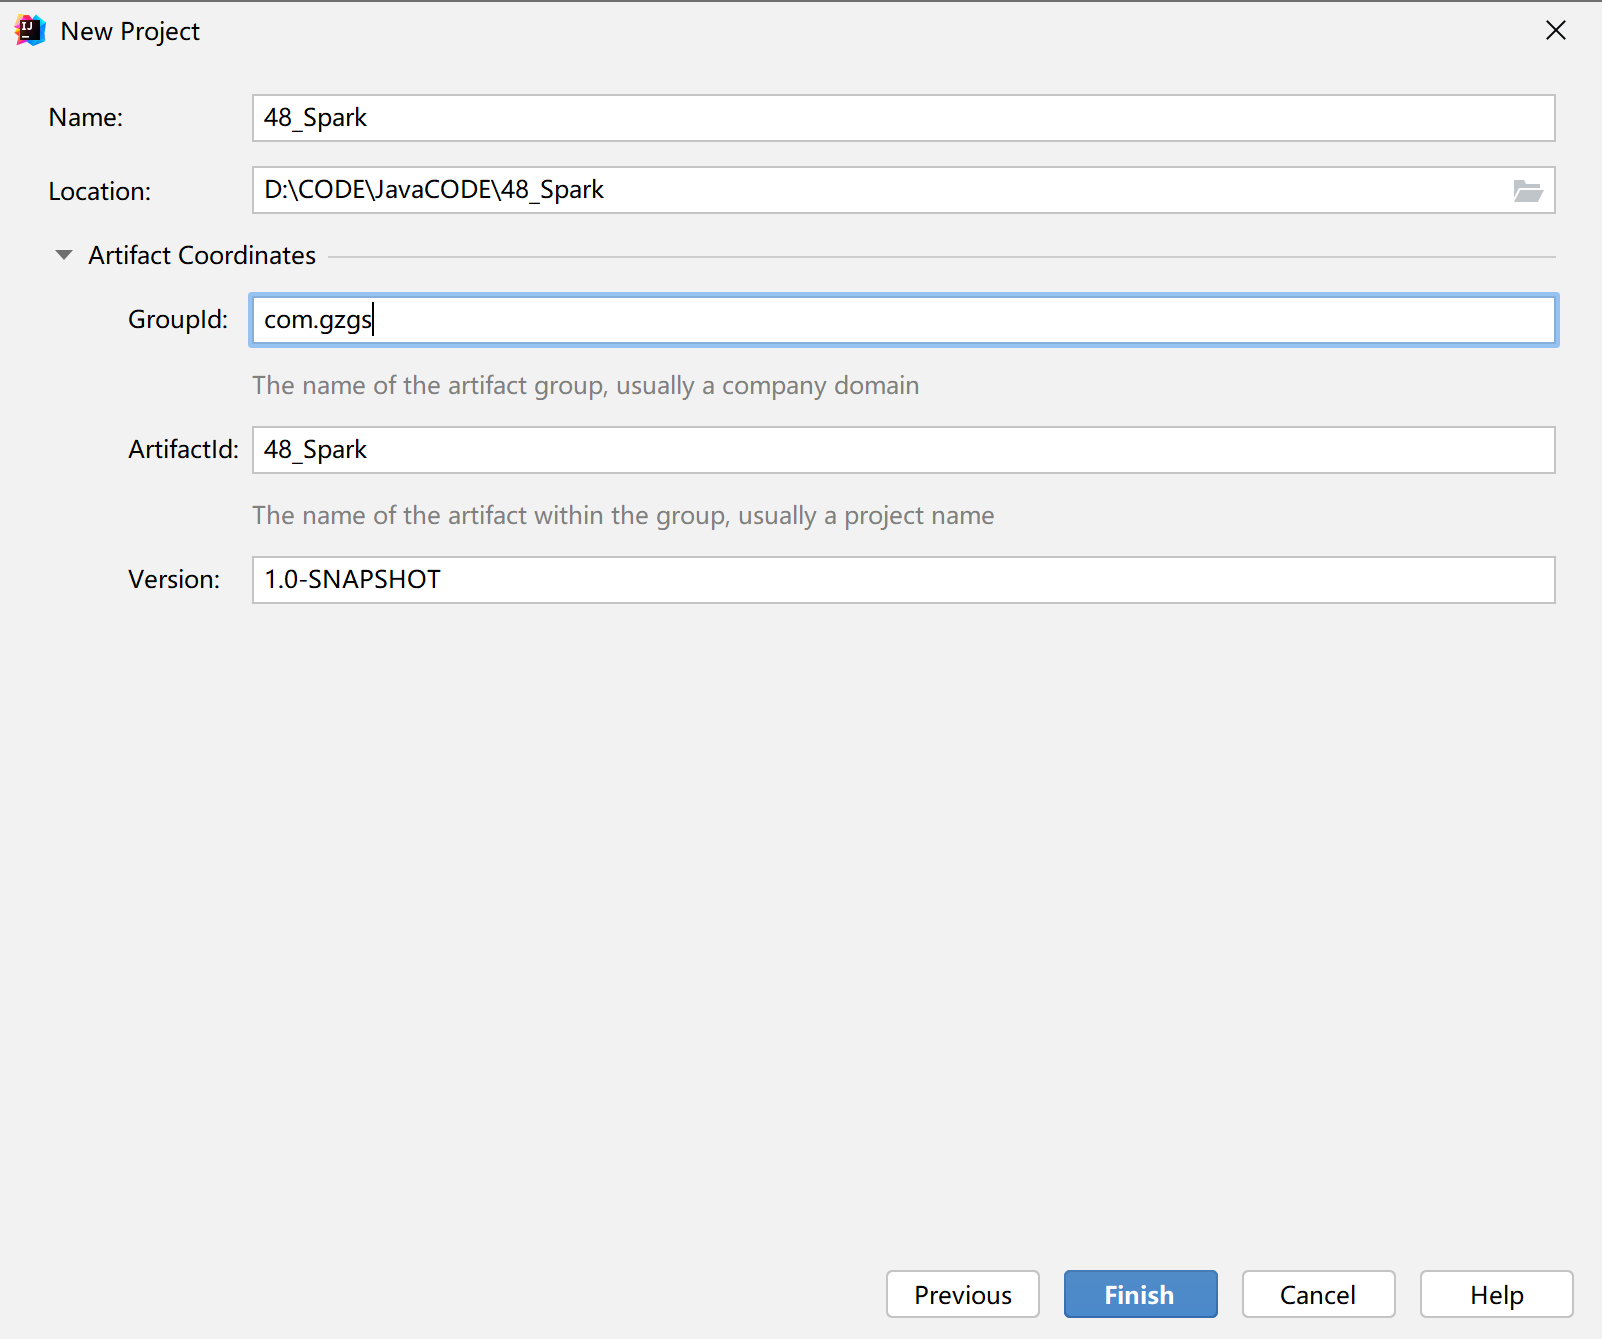 New Project
Name: 48_Spark
Location: D:\CODE\JavaCODE\48_Spark
Artifact Coordinates
GroupId: com.gzgs
The name of the artifact group, usually a company domain
ArtifactId: 48_Spark
The name of the artifact within the group, usually a project name
Version: 1.0-SNAPSHOT
Previous Finish Cancel Help